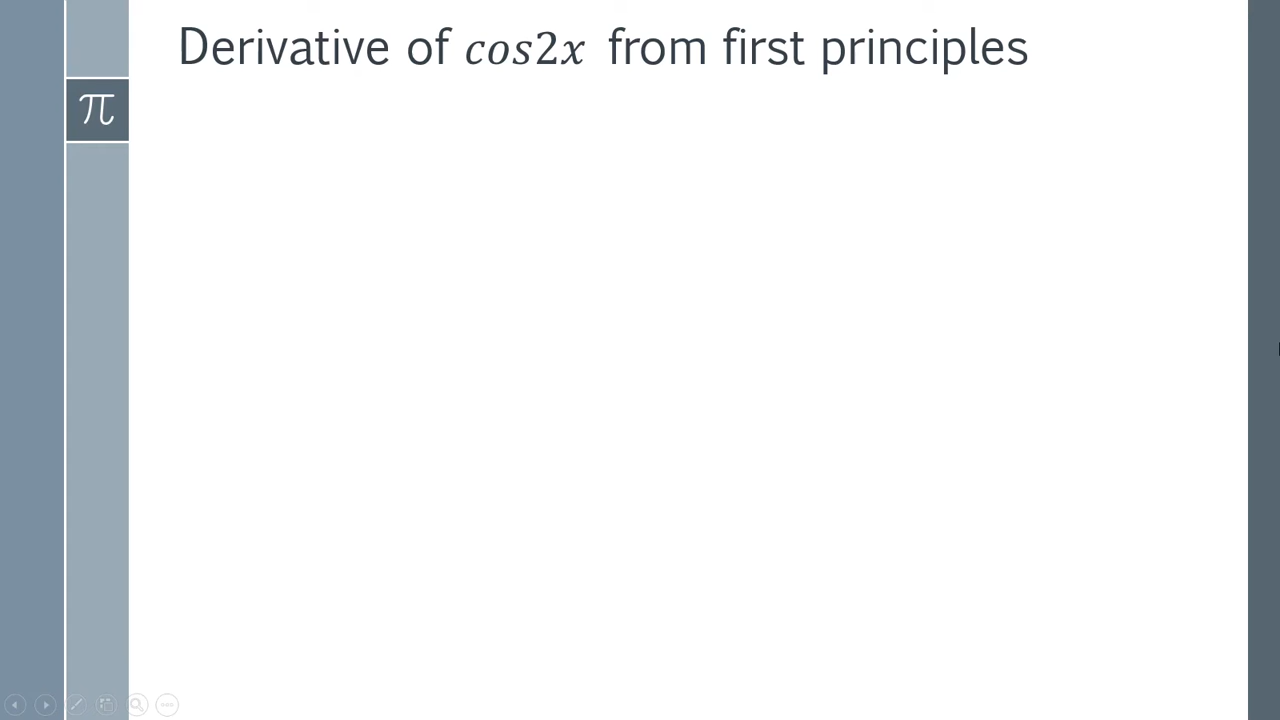 Derivative of cos2x from first principles
π